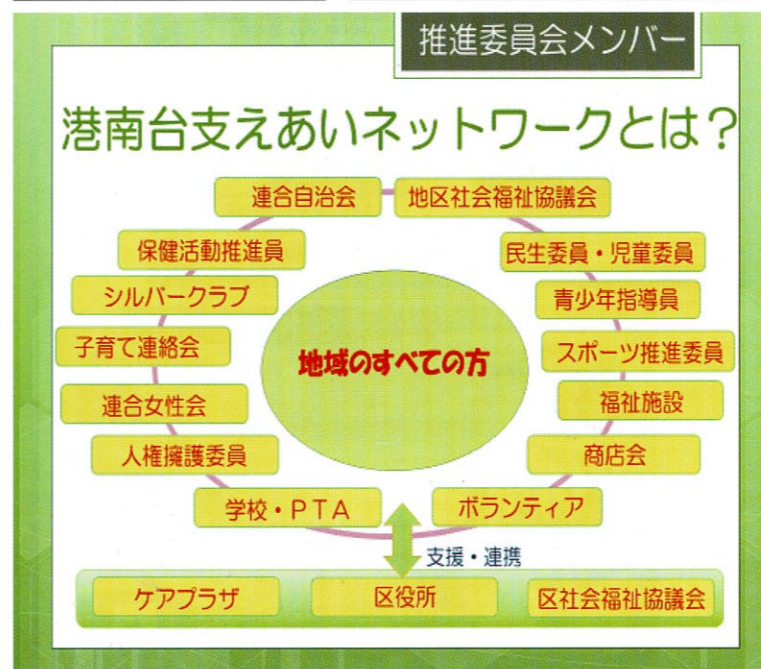 推進委員会メンバー
港南台支えあいネットワークとは？
連合自治会
地区社会福祉協議会
保健活動推進員
民生委員・児童委員
シルバークラブ
青少年指導員
子育て連絡会
地域のすべての方
スポーツ推進委員
連合女性会
福祉施設
人権擁護委員
商店会
学校・ＰＴＡ
ボランティア
支援・連携
ケアプラザ
区役所
区社会福祉協議会